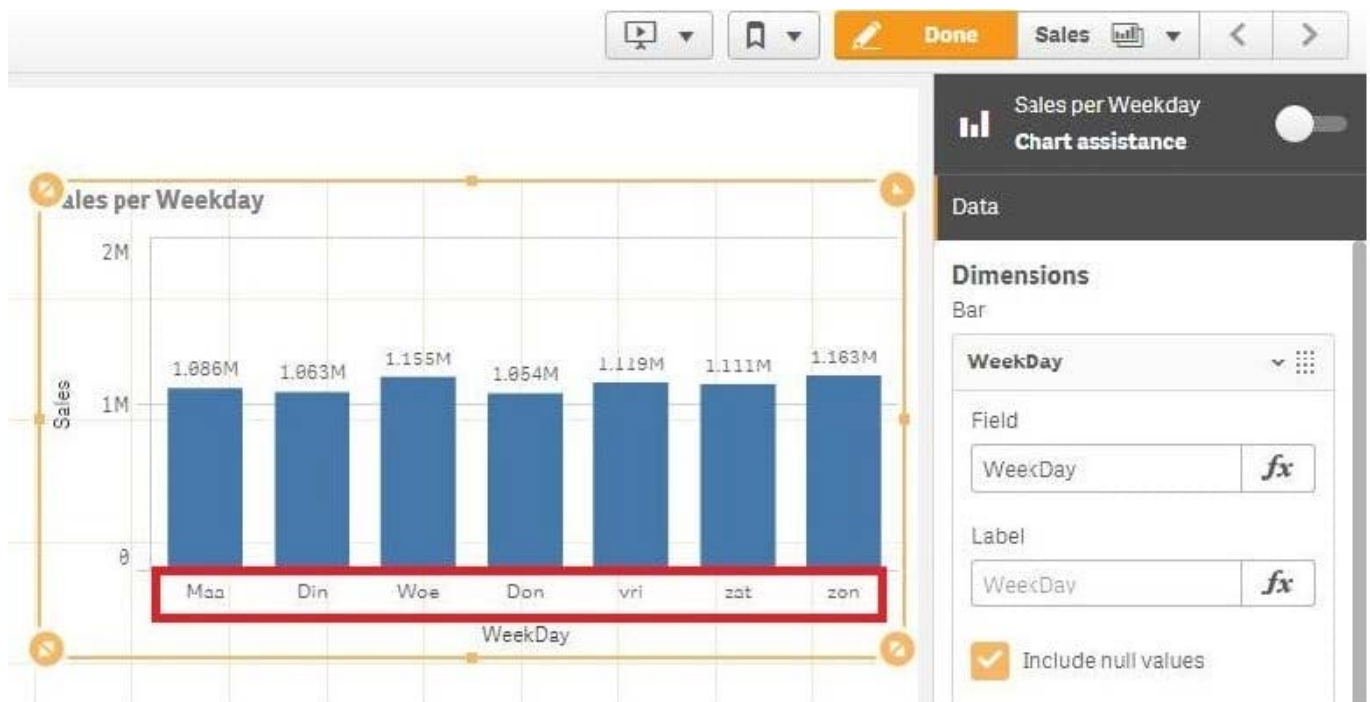 Done
Sales
Sales per Weekday
Chart assistance
Data
Dimensions
Bar
WeekDay
Field
WeekDay
fx
Label
WeekDay
fx
Include null values
ales per Weekday
2M
1M
0
Sales
1.086M 1.063M 1.155M 1.054M 1.119M 1.111M 1.163M
Maa Din Woe Don vri zat zon
WeekDay